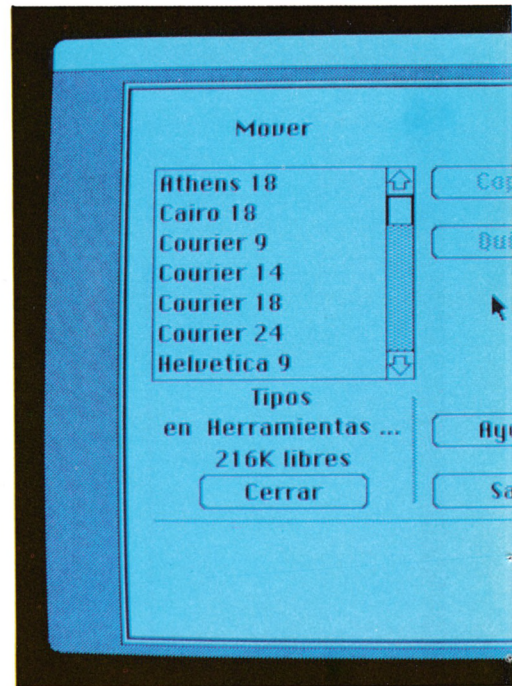 Mover
Athens 18
Cairo 18
Courier 9
Courier 14
Courier 18
Courier 24
Helvetica 9
Tipos
en Herramientas ...
216K libres
Cerrar